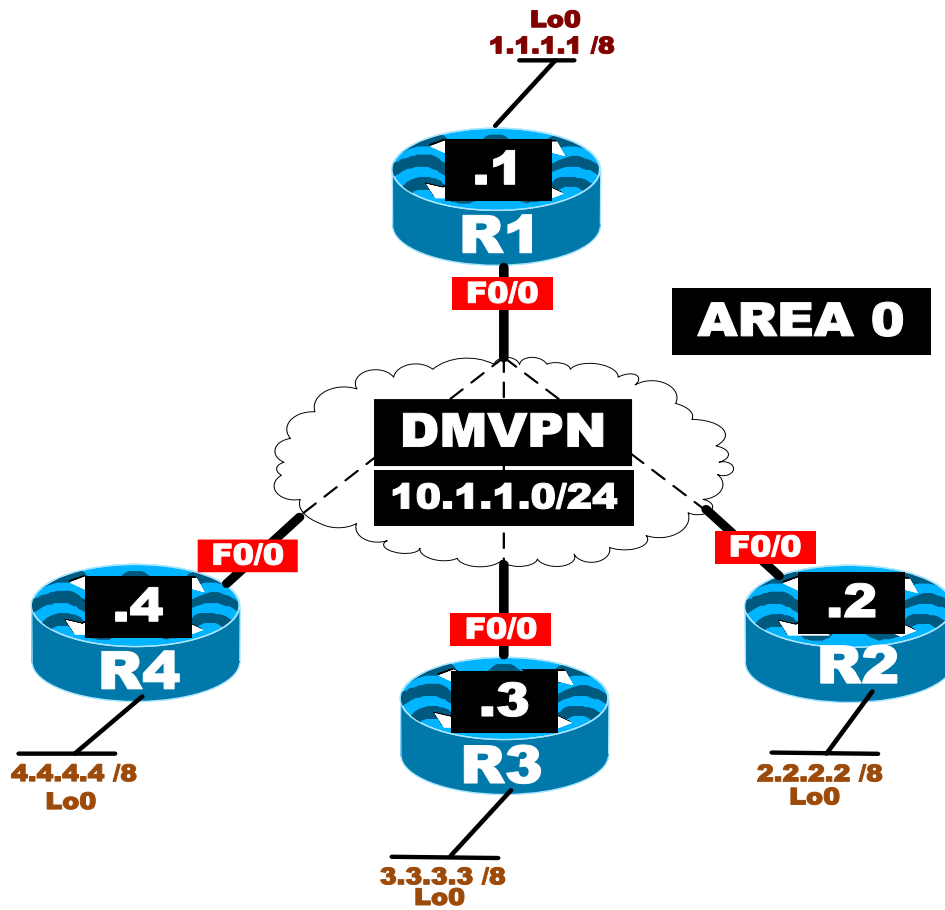 Lo0
1.1.1.1 /8
.1
R1
F0/0
AREA 0
DMVPN
10.1.1.0/24
F0/0
F0/0
F0/0
.4
R4
.3
R3
.2
R2
4.4.4.4 /8
Lo0
3.3.3.3 /8
Lo0
2.2.2.2 /8
Lo0